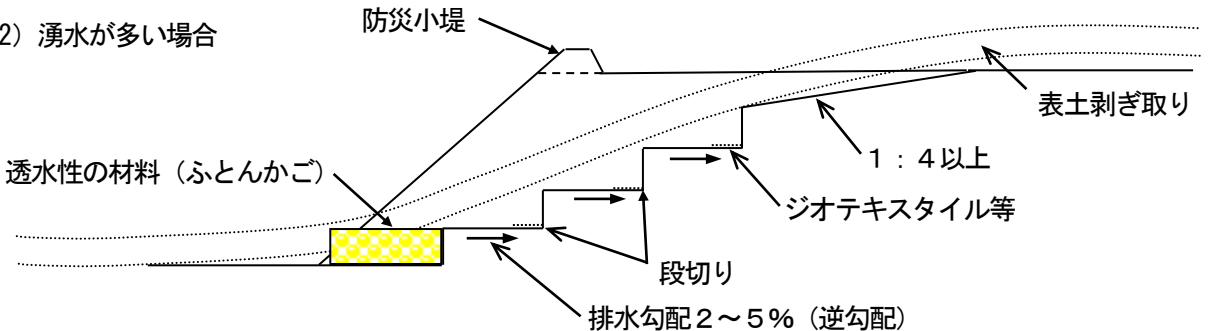 2）湧水が多い場合
防災小堤
表土剥ぎ取り
透水性の材料（ふとんかご）
１：４以上
ジオテキスタイル等
段切り
排水勾配２～５％（逆勾配）